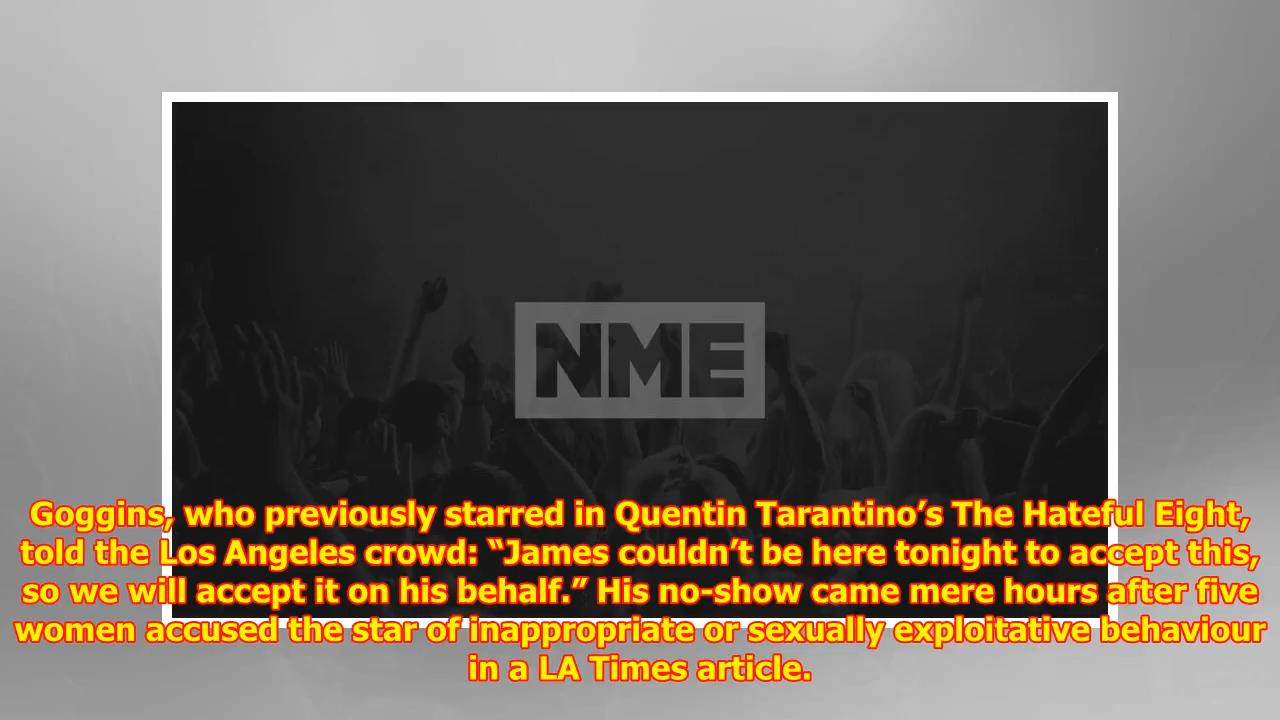 NME
Goggins, who previously starred in Quentin Tarantino’s The Hateful Eight,
told the Los Angeles crowd: “James couldn’t be here tonight to accept this,
so we will accept it on his behalf.” His no-show came mere hours after five
women accused the star of inappropriate or sexually exploitative behaviour
in a LA Times article.